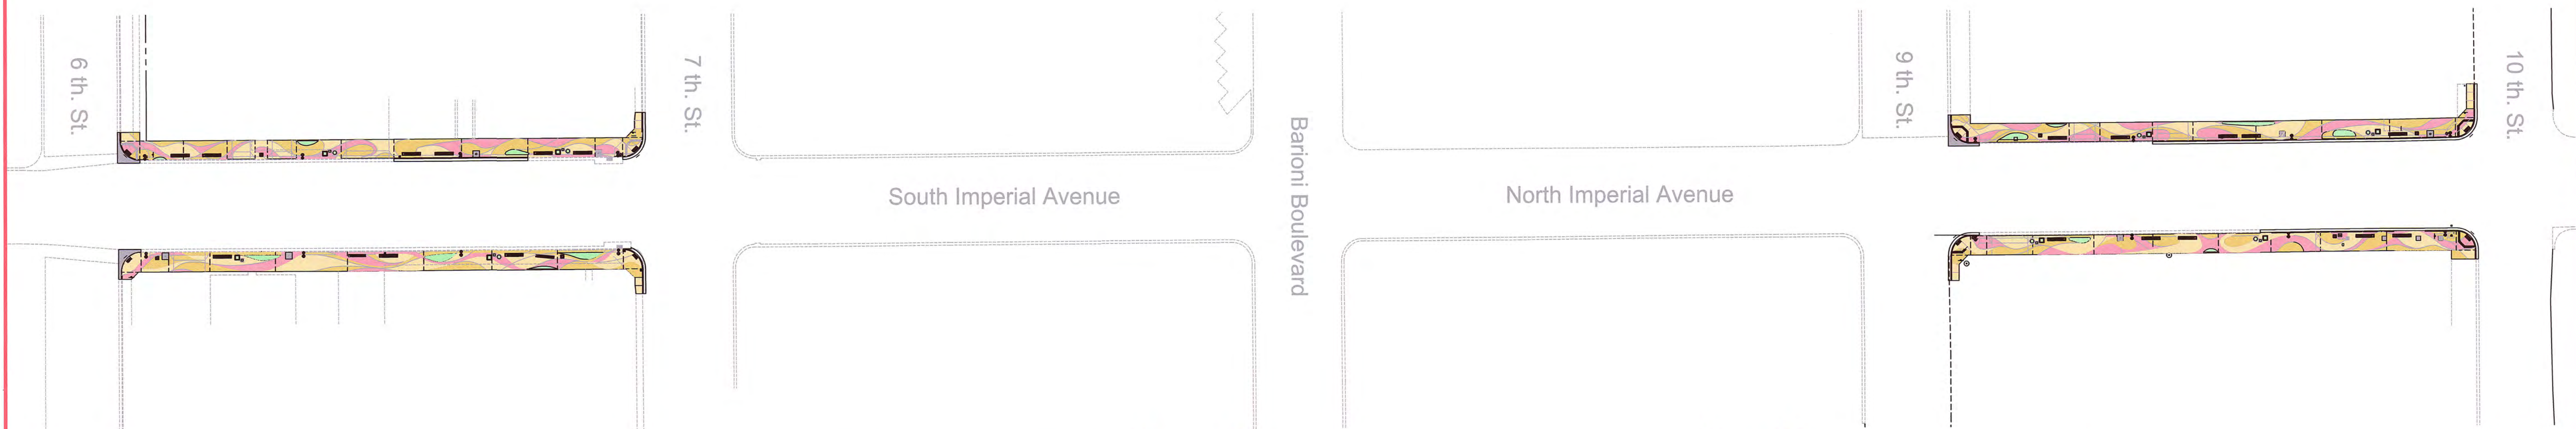 6 th. St.
7 th. St.
South Imperial Avenue
Barioni Boulevard
North Imperial Avenue
9 th. St.
10 th. St.